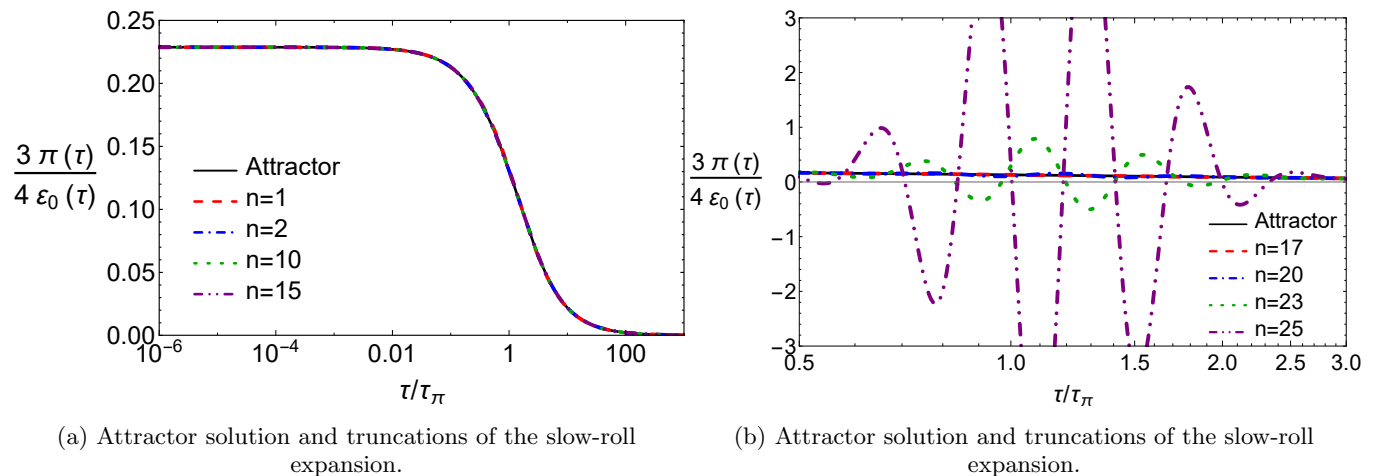 0.25
0.20
0.15
0.10
0.05
0.00
3 π (τ)
4 ε₀ (τ)
Attractor
n=1
n=2
n=10
n=15
10⁻⁶
10⁻⁴
0.01
1
100
τ/τπ
(a) Attractor solution and truncations of the slow-roll
expansion.
3
2
1
0
−1
−2
−3
3 π (τ)
4 ε₀ (τ)
Attractor
n=17
n=20
n=23
n=25
0.5
1.0
1.5
2.0
2.5
3.0
τ/τπ
(b) Attractor solution and truncations of the slow-roll
expansion.